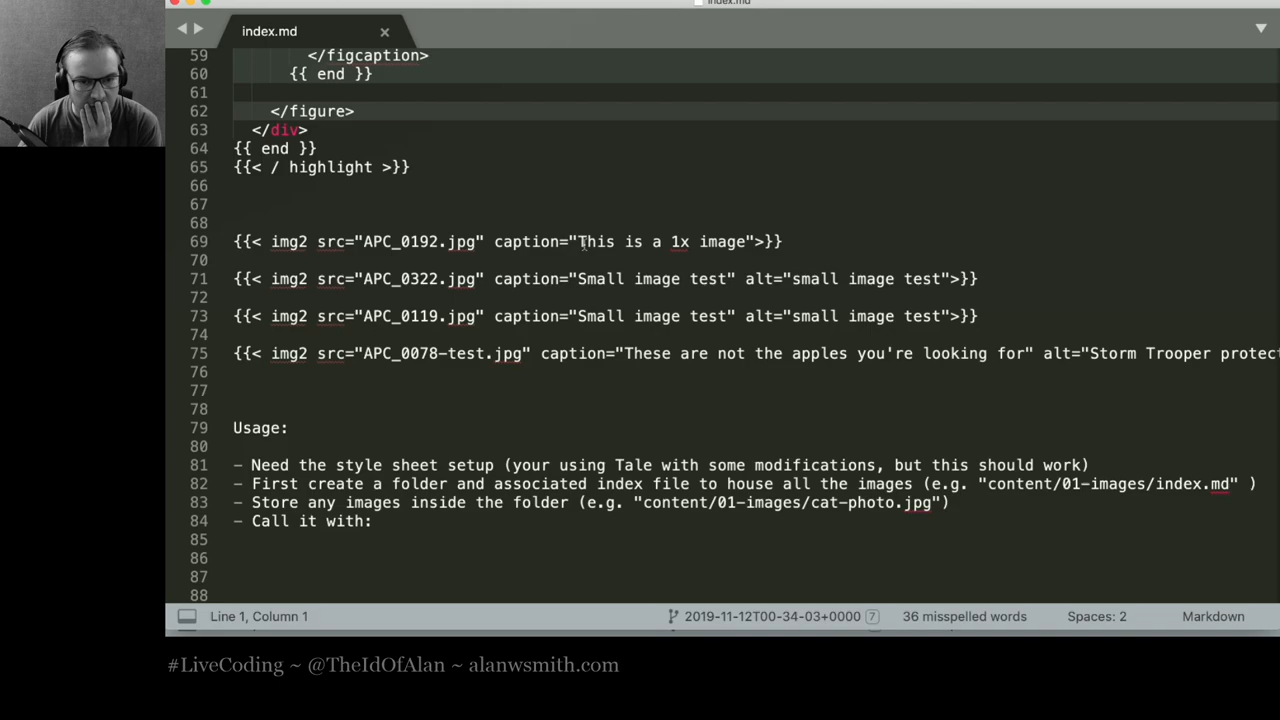 index.md
index.md
59 </figcaption>
60 {{ end }}
61
62 </figure>
63 </div>
64 {{ end }}
65 {{< / highlight >}}
66
67
68
69 {{< img2 src="APC_0192.jpg" caption="This is a 1x image">}}
70
71 {{< img2 src="APC_0322.jpg" caption="Small image test" alt="small image test">}}
72
73 {{< img2 src="APC_0119.jpg" caption="Small image test" alt="small image test">}}
74
75 {{< img2 src="APC_0078-test.jpg" caption="These are not the apples you're looking for" alt="Storm Trooper protect
76
77
78
79 Usage:
80
81 – Need the style sheet setup (your using Tale with some modifications, but this should work)
82 – First create a folder and associated index file to house all the images (e.g. "content/01-images/index.md" )
83 – Store any images inside the folder (e.g. "content/01-images/cat-photo.jpg")
84 – Call it with:
85
86
87
88
Line 1, Column 1 2019-11-12T00-34-03+0000 7 36 misspelled words Spaces: 2 Markdown
#LiveCoding ~ @TheIdOfAlan ~ alanwsmith.com